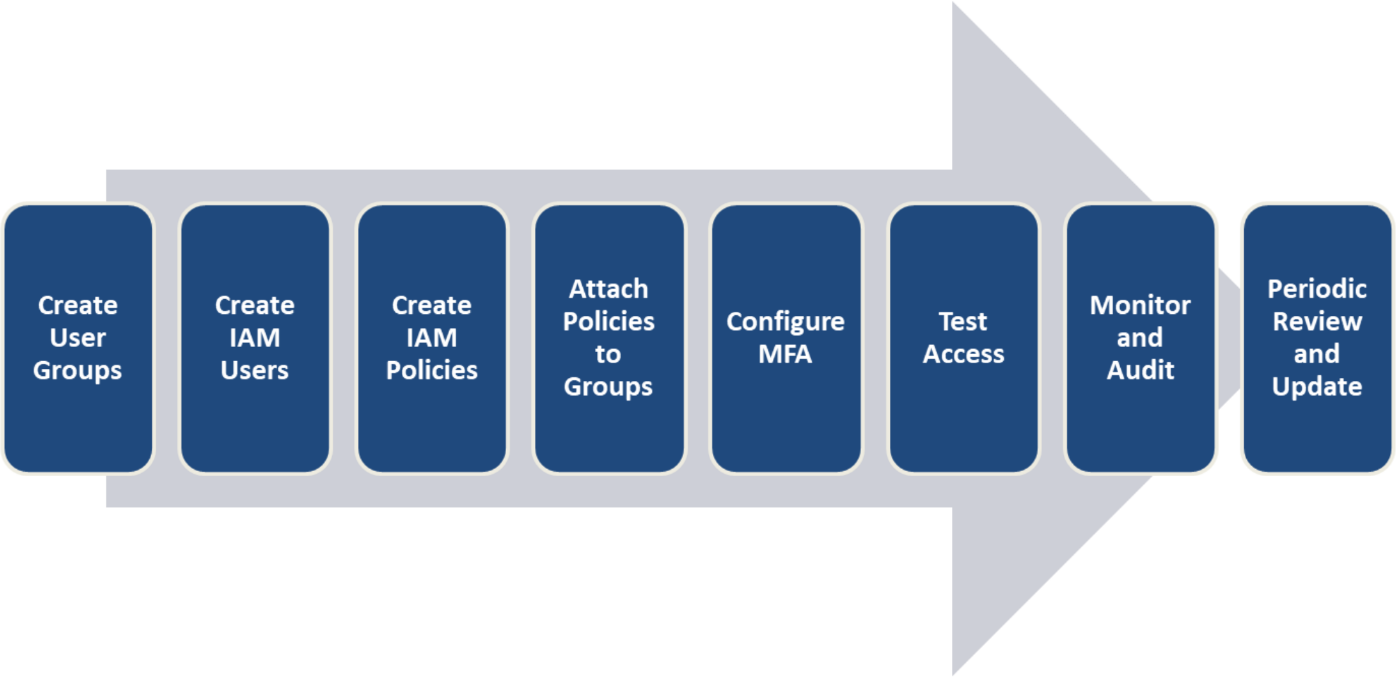 Create
User
Groups
Create
IAM
Users
Create
IAM
Policies
Attach
Policies
to
Groups
Configure
MFA
Test
Access
Monitor
and
Audit
Periodic
Review
and
Update